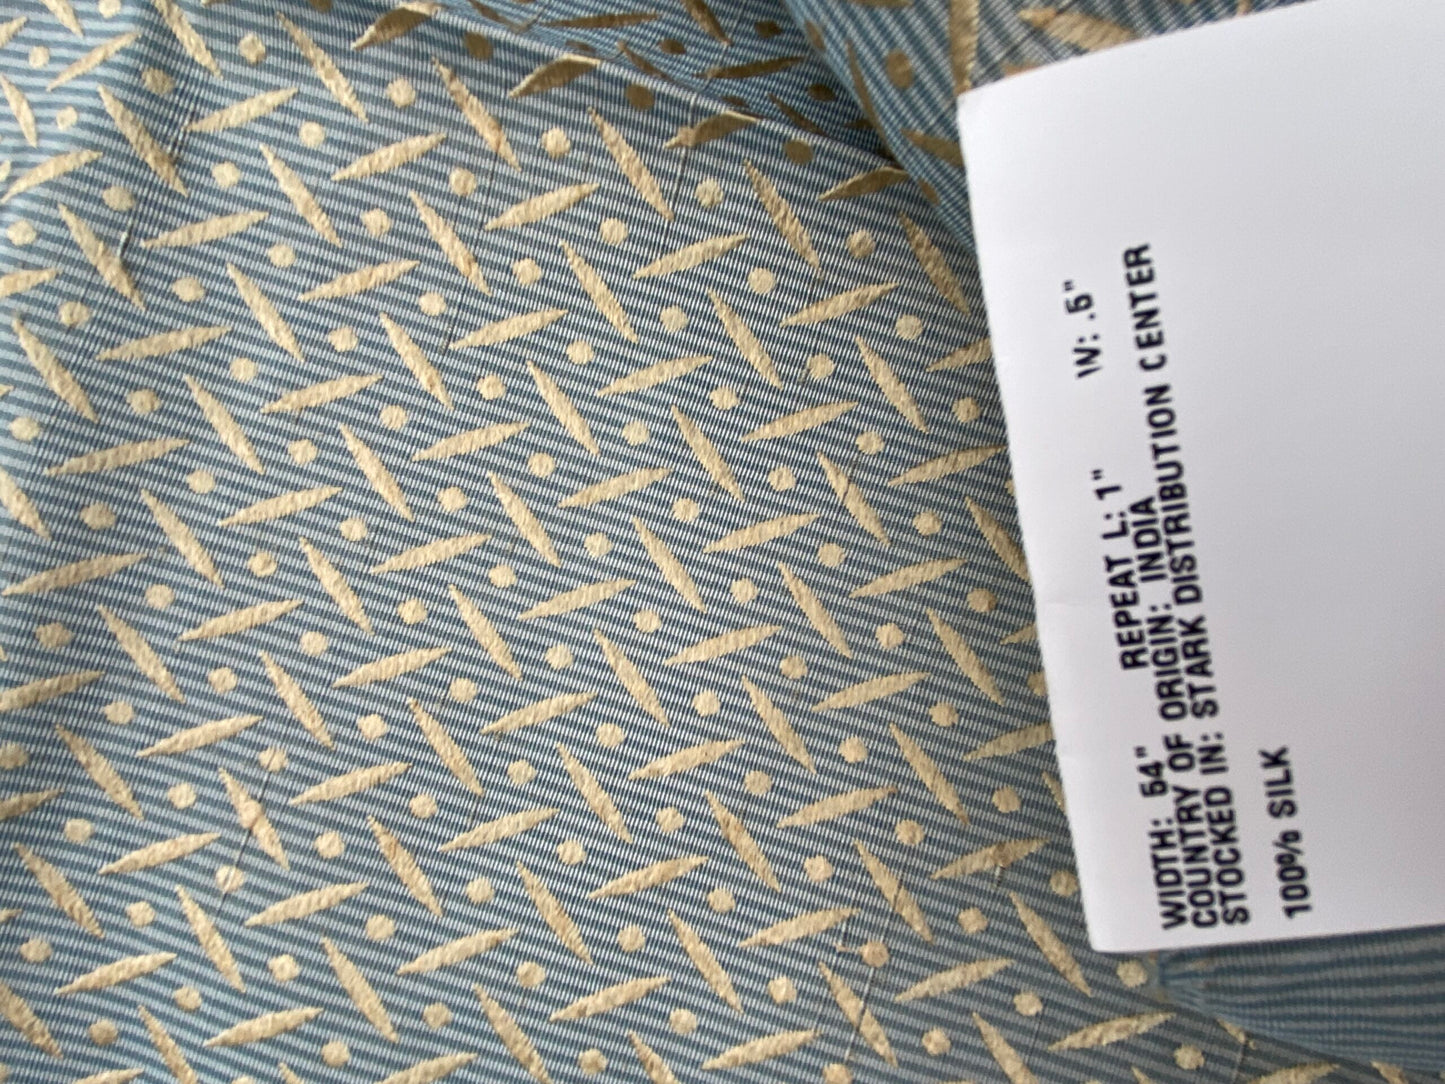 WIDTH: 54" REPEAT L: 1" W: .5"
COUNTRY OF ORIGIN: INDIA
STOCKED IN: STARK DISTRIBUTION CENTER
100% SILK